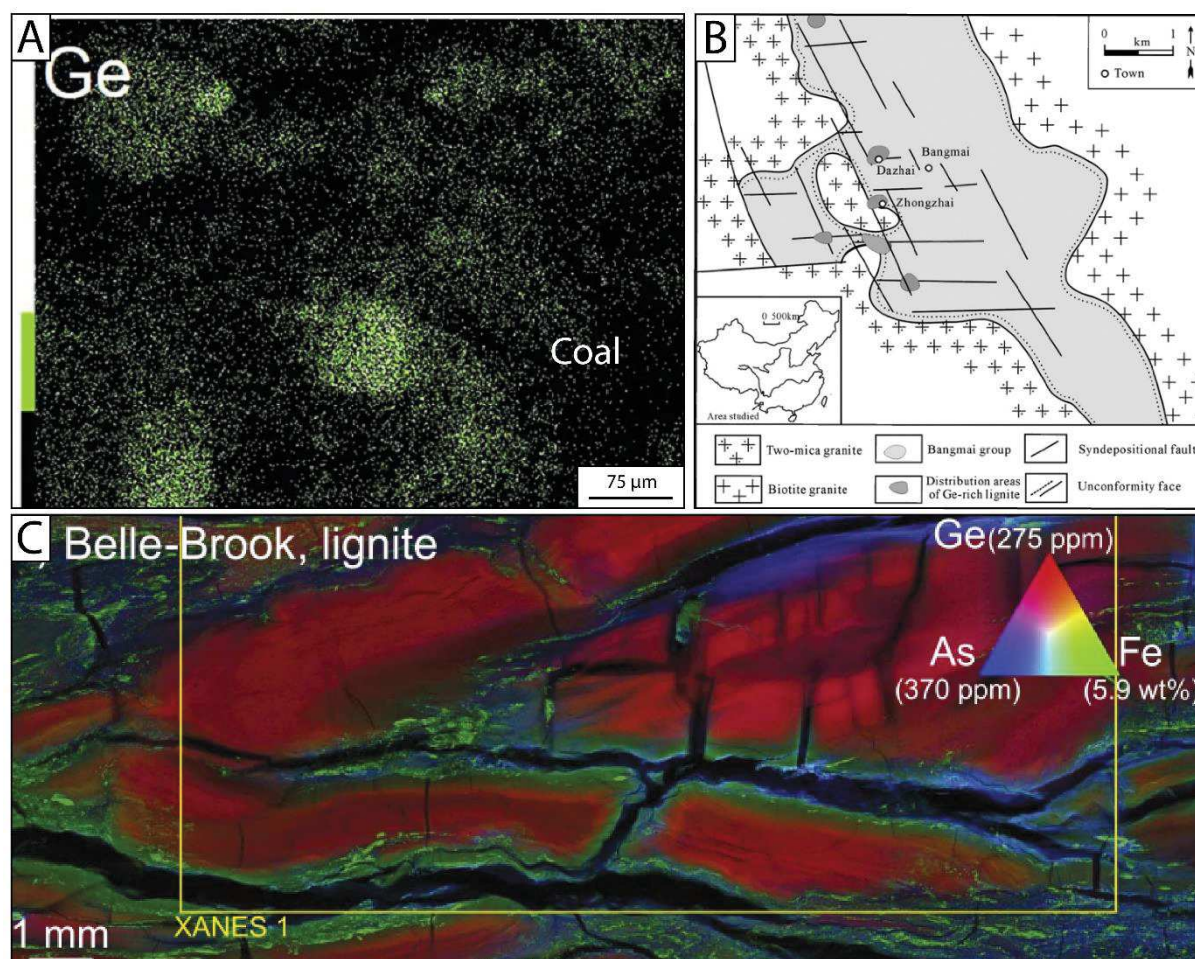 A
Ge
Coal
75 µm
B
0 1
km
N
Town
Bangmai
Dazhai
Zhongzhai
0 500km
Area studied
Two-mica granite
Bangmai group
Syndepositional fault
Biotite granite
Distribution areas
of Ge-rich lignite
Unconformity face
C
Belle-Brook, lignite
Ge (275 ppm)
As
Fe
(370 ppm)
(5.9 wt%)
XANES 1
1 mm